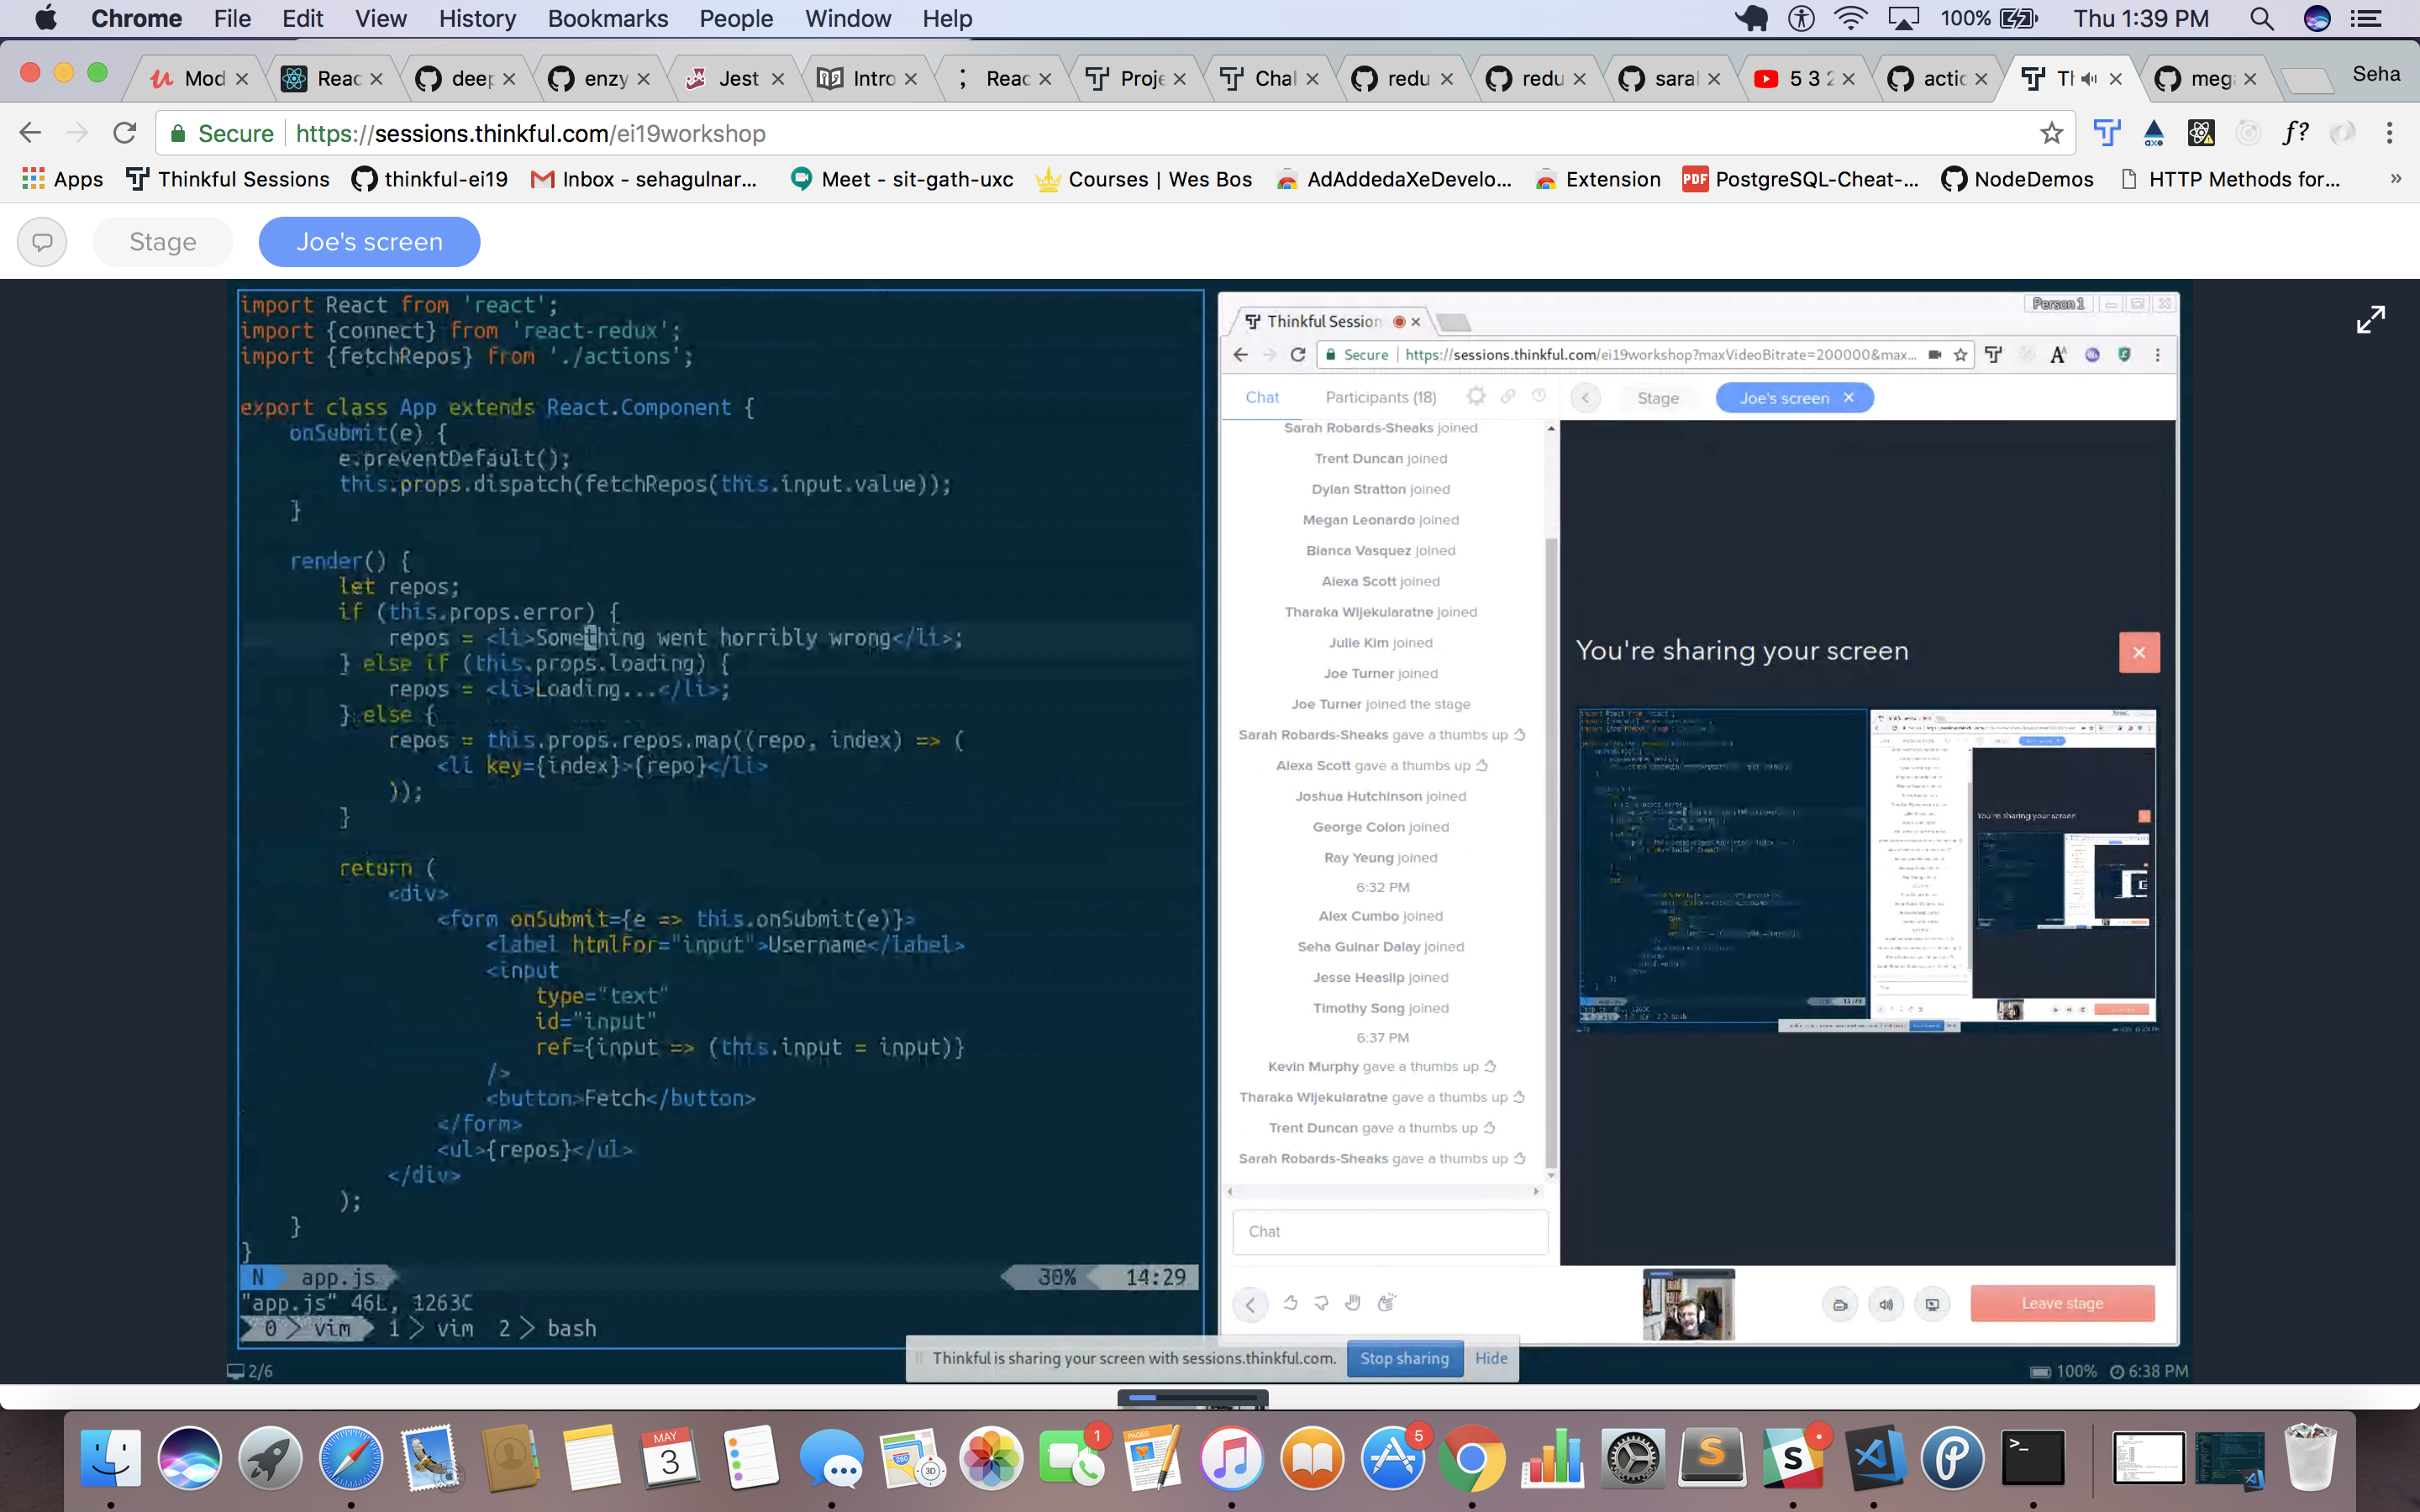 Chrome File Edit View History Bookmarks People Window Help 100% Thu 1:39 PM
Mod Reac deep enzy Jest Intro Reac Proje Chal redu redu saral 5 3 2 actic Tl meg Seha
Secure https://sessions.thinkful.com/ei19workshop f?
Apps Thinkful Sessions thinkful-ei19 Inbox - sehagulnar... Meet - sit-gath-uxc Courses | Wes Bos AdAddedaXeDevelo... Extension PostgreSQL-Cheat-... NodeDemos HTTP Methods for... »
Stage Joe's screen
import React from 'react';
import {connect} from 'react-redux';
import {fetchRepos} from './actions';
export class App extends React.Component {
onSubmit(e) {
e.preventDefault();
this.props.dispatch(fetchRepos(this.input.value));
}
render() {
let repos;
if (this.props.error) {
repos = <li>Something went horribly wrong</li>;
} else if (this.props.loading) {
repos = <li>Loading...</li>;
} else {
repos = this.props.repos.map((repo, index) => (
<li key={index}>{repo}</li>
));
}
return (
<div>
<form onSubmit={e => this.onSubmit(e)}>
<label htmlFor="input">Username</label>
<input
type="text"
id="input"
ref={input => (this.input = input)}
/>
<button>Fetch</button>
</form>
<ul>{repos}</ul>
</div>
);
}
}
N app.js 30% 14:29
"app.js" 46L, 1263C
0 vim 1 vim 2 bash
2/6
Person 1
Thinkful Session
Secure https://sessions.thinkful.com/ei19workshop?maxVideoBitrate=200000&max...
Chat Participants (18) Stage Joe's screen
Sarah Robards-Sheaks joined
Trent Duncan joined
Dylan Stratton joined
Megan Leonardo joined
Bianca Vasquez joined
Alexa Scott joined
Tharaka Wijekularatne joined
Julie Kim joined
Joe Turner joined
Joe Turner joined the stage
Sarah Robards-Sheaks gave a thumbs up
Alexa Scott gave a thumbs up
Joshua Hutchinson joined
George Colon joined
Ray Yeung joined
6:32 PM
Alex Cumbo joined
Seha Gulnar Dalay joined
Jesse Heaslip joined
Timothy Song joined
6:37 PM
Kevin Murphy gave a thumbs up
Tharaka Wijekularatne gave a thumbs up
Trent Duncan gave a thumbs up
Sarah Robards-Sheaks gave a thumbs up
Chat
You're sharing your screen
You're sharing your screen
Leave stage
Thinkful is sharing your screen with sessions.thinkful.com. Stop sharing Hide
100% 6:38 PM
MAY
3
280
3D
1
PAGES
5